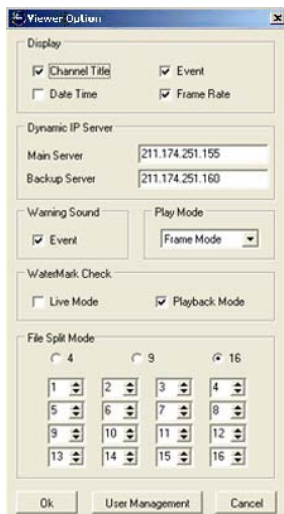 Viewer Option
Display
Channel Title
Event
Date Time
Frame Rate
Dynamic IP Server
Main Server
211.174.251.155
Backup Server
211.174.251.160
Warning Sound
Play Mode
Event
Frame Mode
WaterMark Check
Live Mode
Playback Mode
File Split Mode
4
9
16
1 2 3 4
5 6 7 8
9 10 11 12
13 14 15 16
Ok
User Management
Cancel